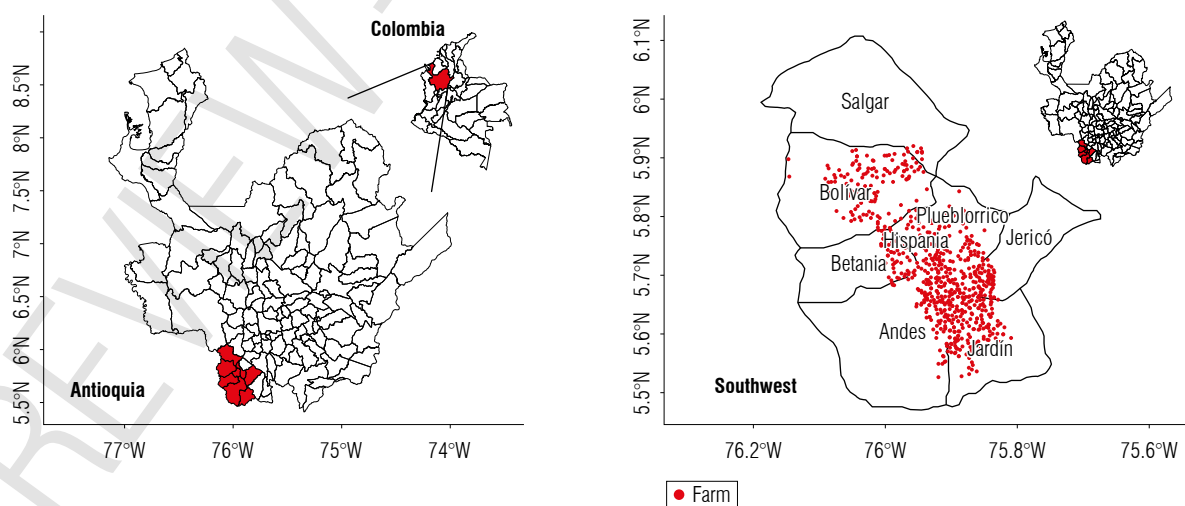 REVIEW
Colombia
Antioquia
8.5°N
8°N
7.5°N
7°N
6.5°N
6°N
5.5°N
77°W
76°W
75°W
74°W
Salgar
Bolívar
Plueblorrico
Hispania
Jericó
Betania
Andes
Jardín
Southwest
6.1°N
6°N
5.9°N
5.8°N
5.7°N
5.6°N
5.5°N
76.2°W
76°W
75.8°W
75.6°W
Farm